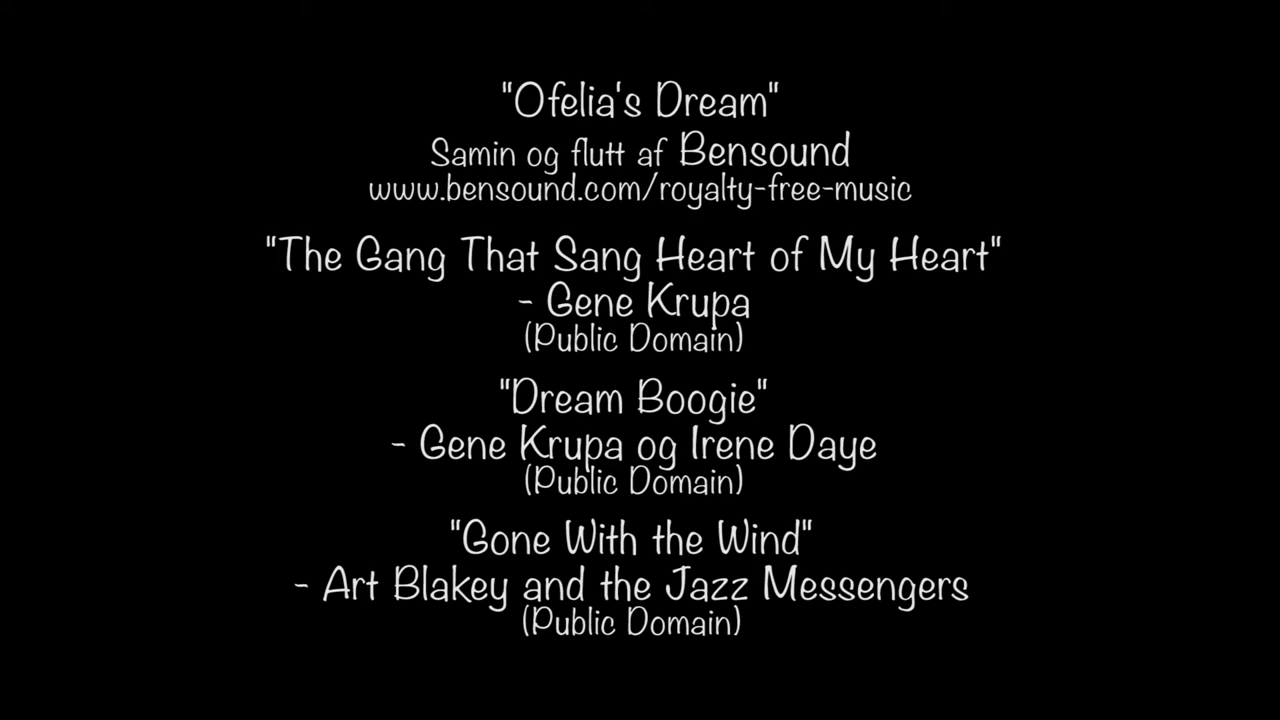 "Ofelia's Dream"
Samin og flutt af Bensound
www.bensound.com/royalty-free-music
"The Gang That Sang Heart of My Heart"
- Gene Krupa
(Public Domain)
"Dream Boogie"
- Gene Krupa og Irene Daye
(Public Domain)
"Gone With the Wind"
- Art Blakey and the Jazz Messengers
(Public Domain)